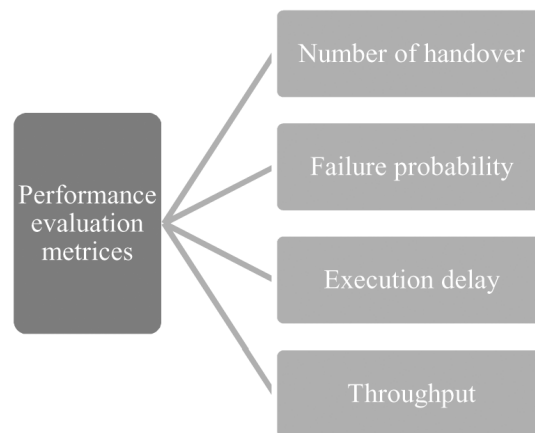 Number of handover
Failure probability
Performance
evaluation
metrices
Execution delay
Throughput